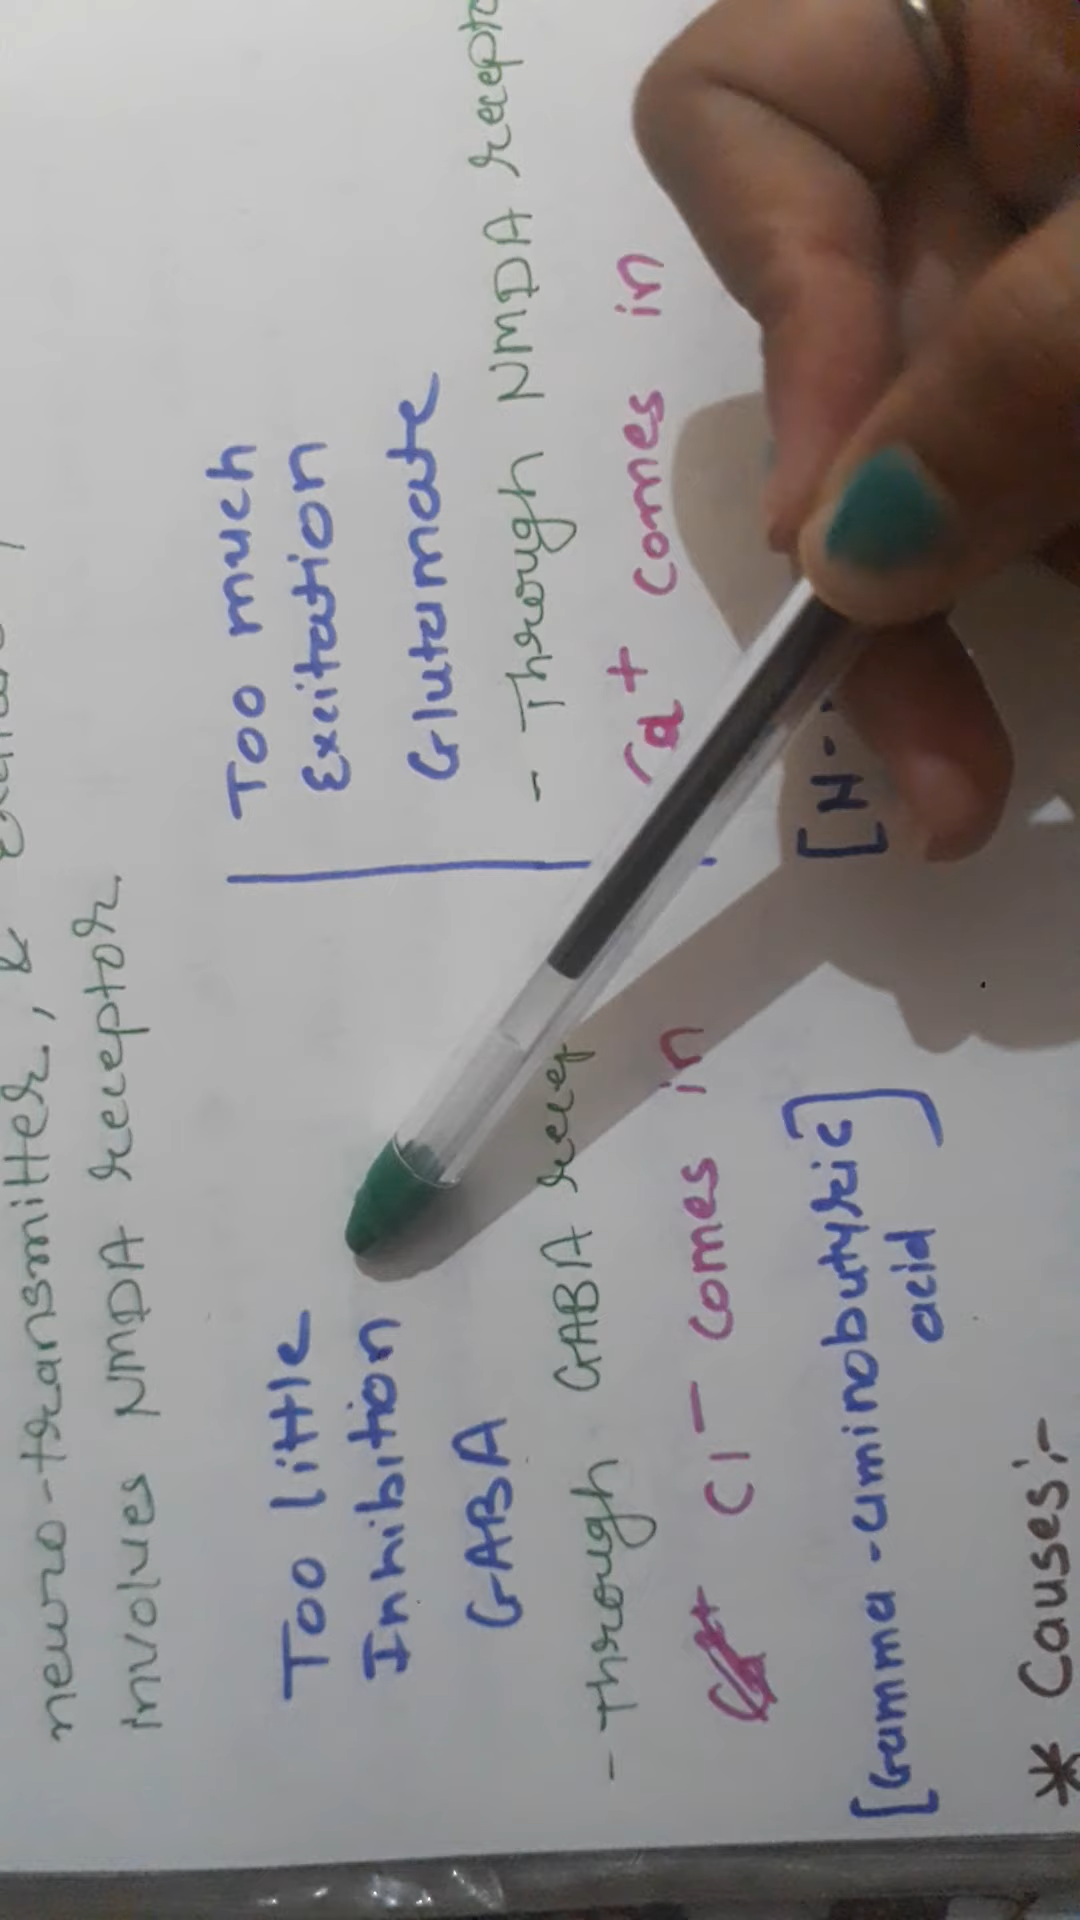 neuro-transmitter, &
involves NMDA receptor.
Too little
Inhibition
GABA
- through GABA recep
Cl- comes in
[Gamma-aminobutyric]
acid
Too much
Excitation
Glutamate
- Through NMDA recepto
Ca+ comes in
[N-
* Causes:-